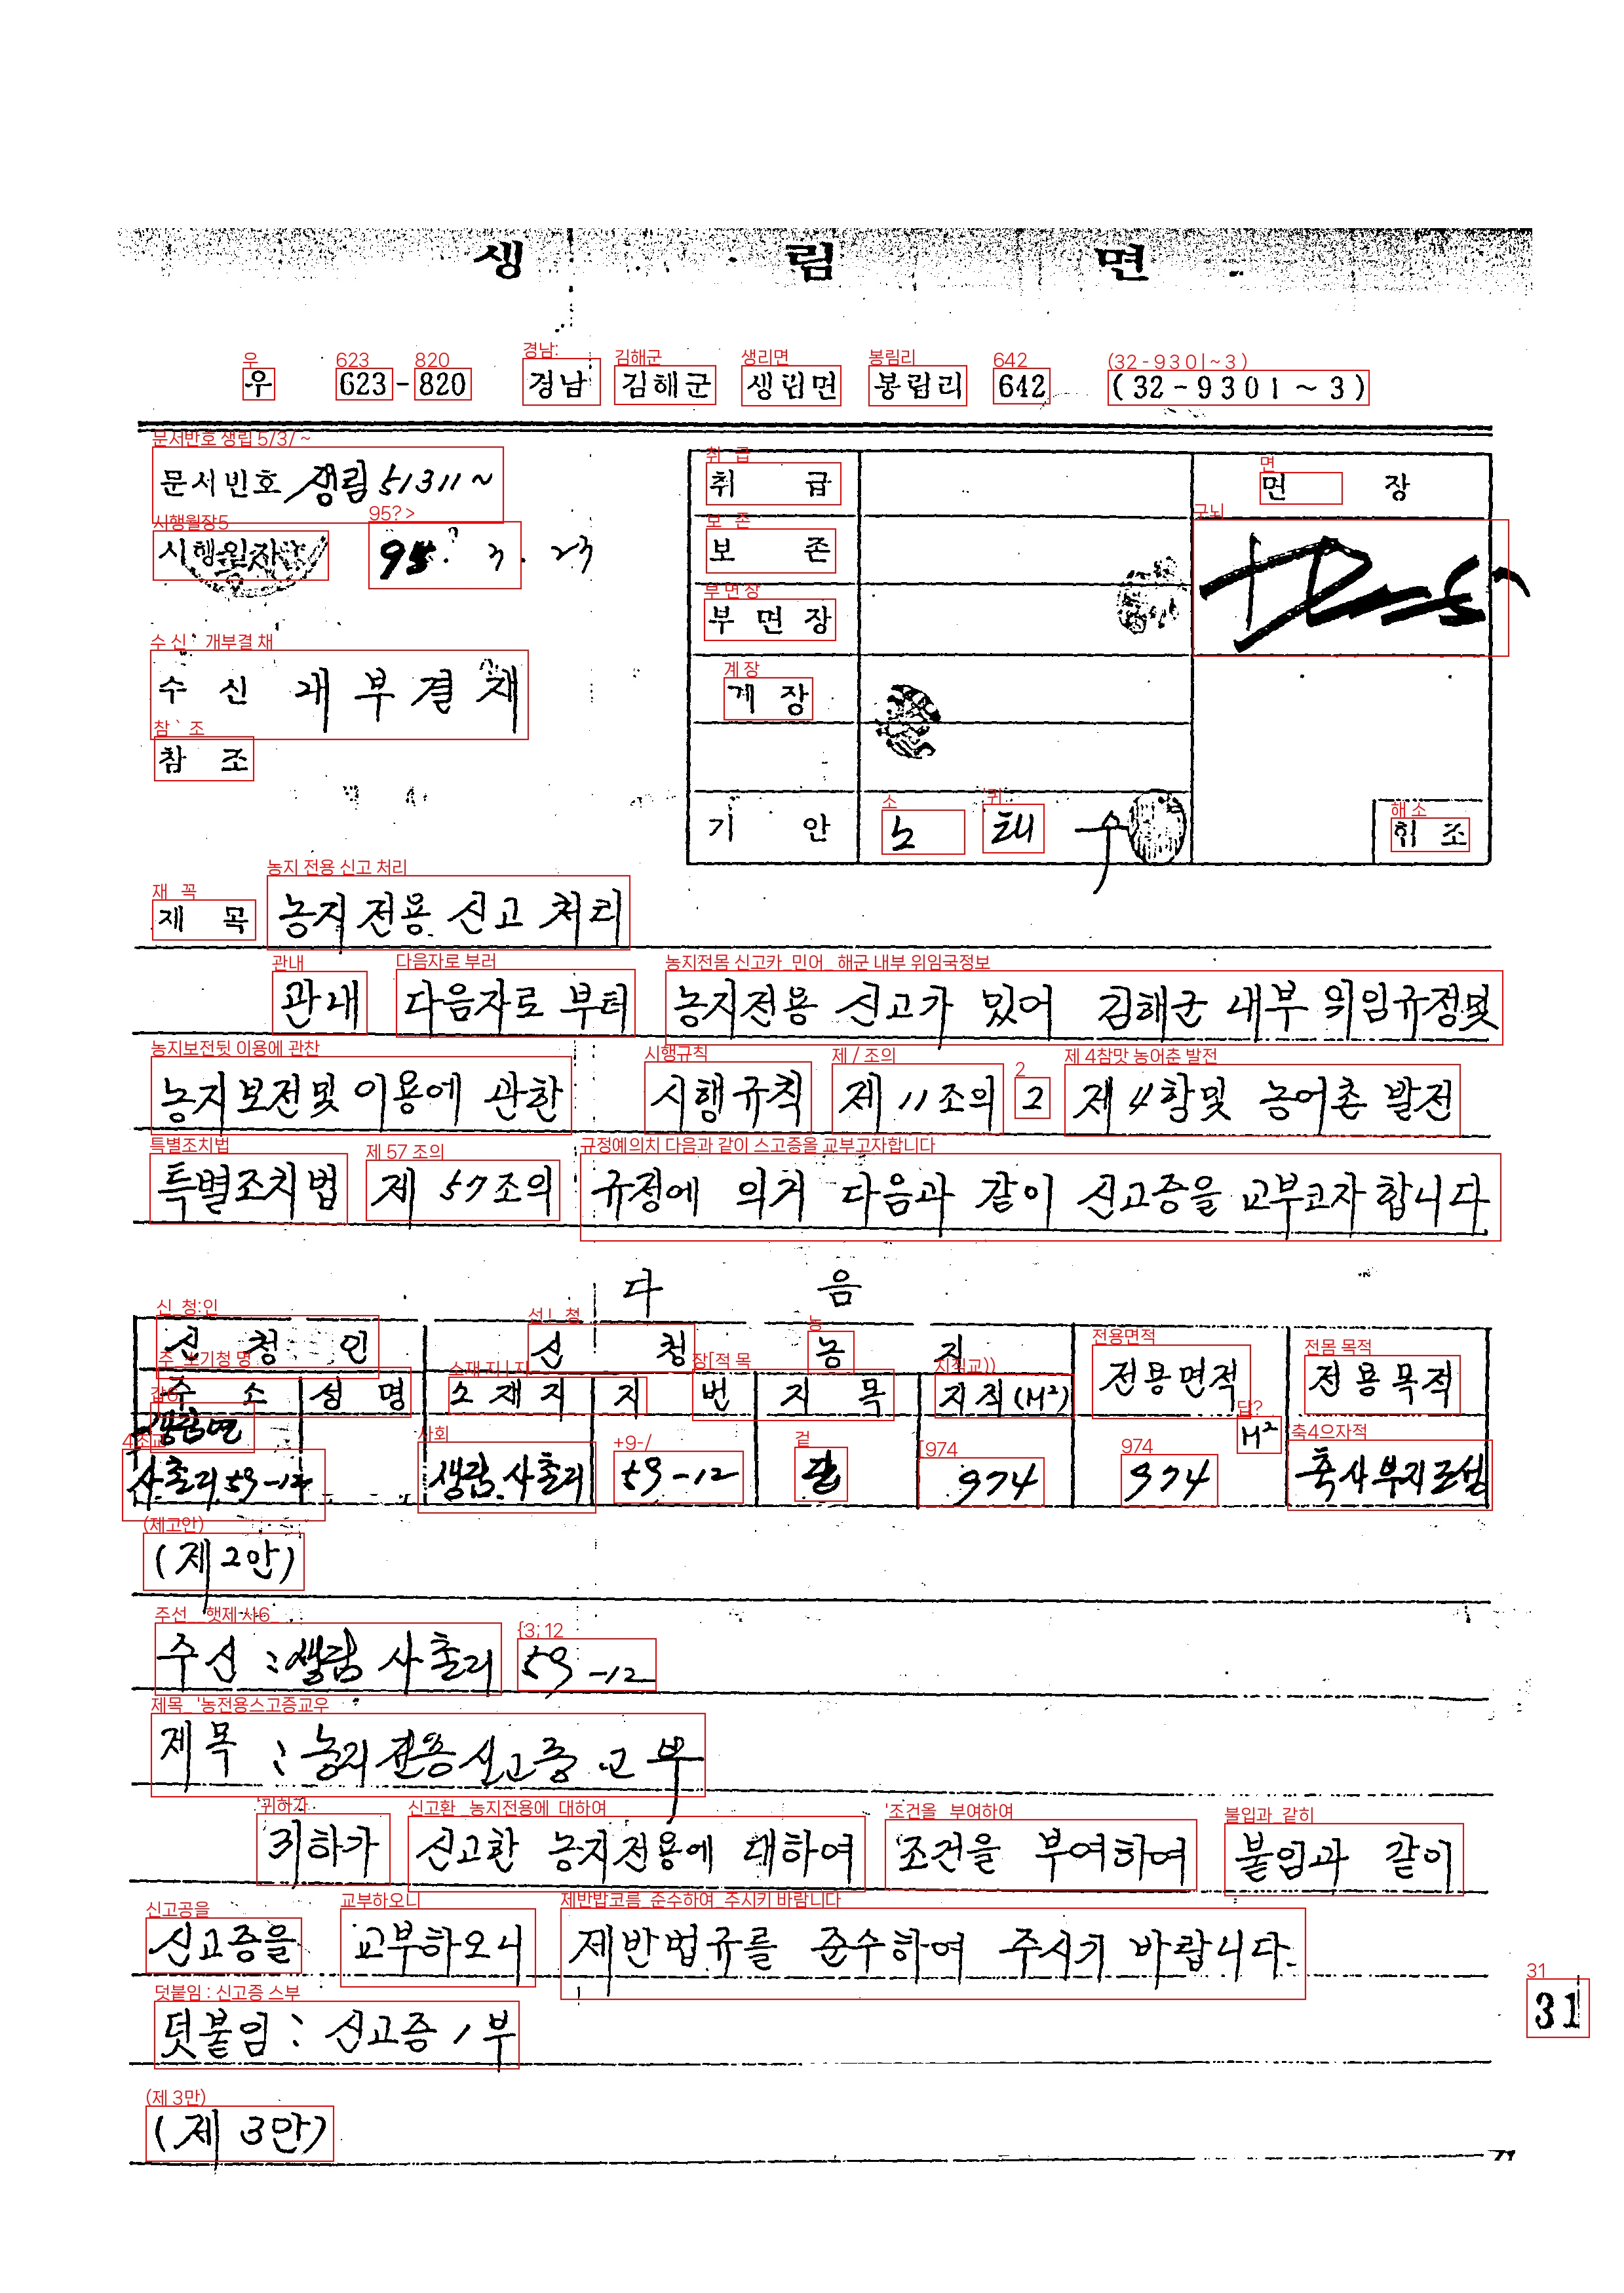 생 림 면
우 623-820 경남 김해군 생림면 봉림리 642 (32-9301~3)
문서번호 생림 51311~
시행일자 95. 3. 23
수 신 내부결재
참 조
취 급
보 존
부 면 장
계 장
기 안 노 태 수
면 장
협 조
제 목 농지전용 신고 처리
관내 다음자로 부터 농지전용 신고가 있어 김해군 내부 위임규정및
농지보전및 이용에 관한 시행규칙 제11조의 2 제4항및 농어촌 발전
특별조치법 제57조의 규정에 의거 다음과 같이 신고증을 교부코자 합니다
다 음
신 청 인 신 청 농 지 전용면적 전용목적
주 소 성 명 소재지 지 번 지 목 지적(M²)
생림면 M²
사촌리 59-12 생림 사촌리 59-12 답 974 974 축사부지조성
(제2안)
수신 : 생림 사촌리 59-12
제목 : 농지전용신고증 교부
귀하가 신고한 농지전용에 대하여 조건을 부여하여 붙임과 같이
신고증을 교부하오니 제반법규를 준수하여 주시기 바랍니다.
덧붙임 : 신고증 1부
31
(제3안)